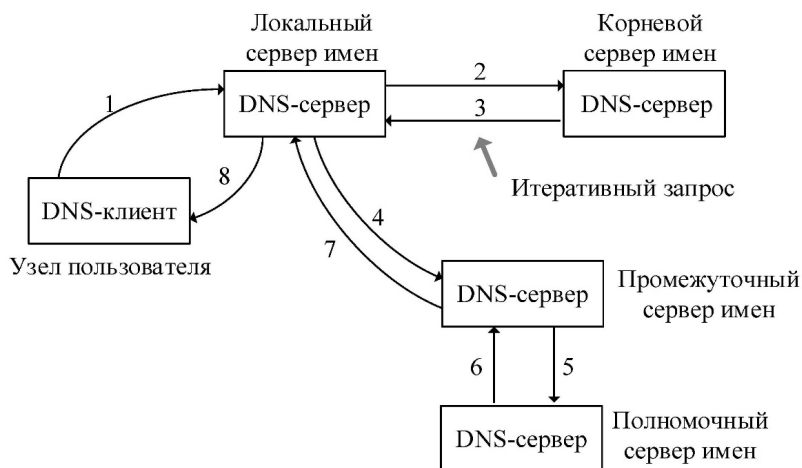 Локальный
сервер имен
Корневой
сервер имен
DNS-сервер
2
DNS-сервер
1
3
8
Итеративный запрос
DNS-клиент
4
7
Узел пользователя
DNS-сервер
Промежуточный
сервер имен
6
5
DNS-сервер
Полномочный
сервер имен